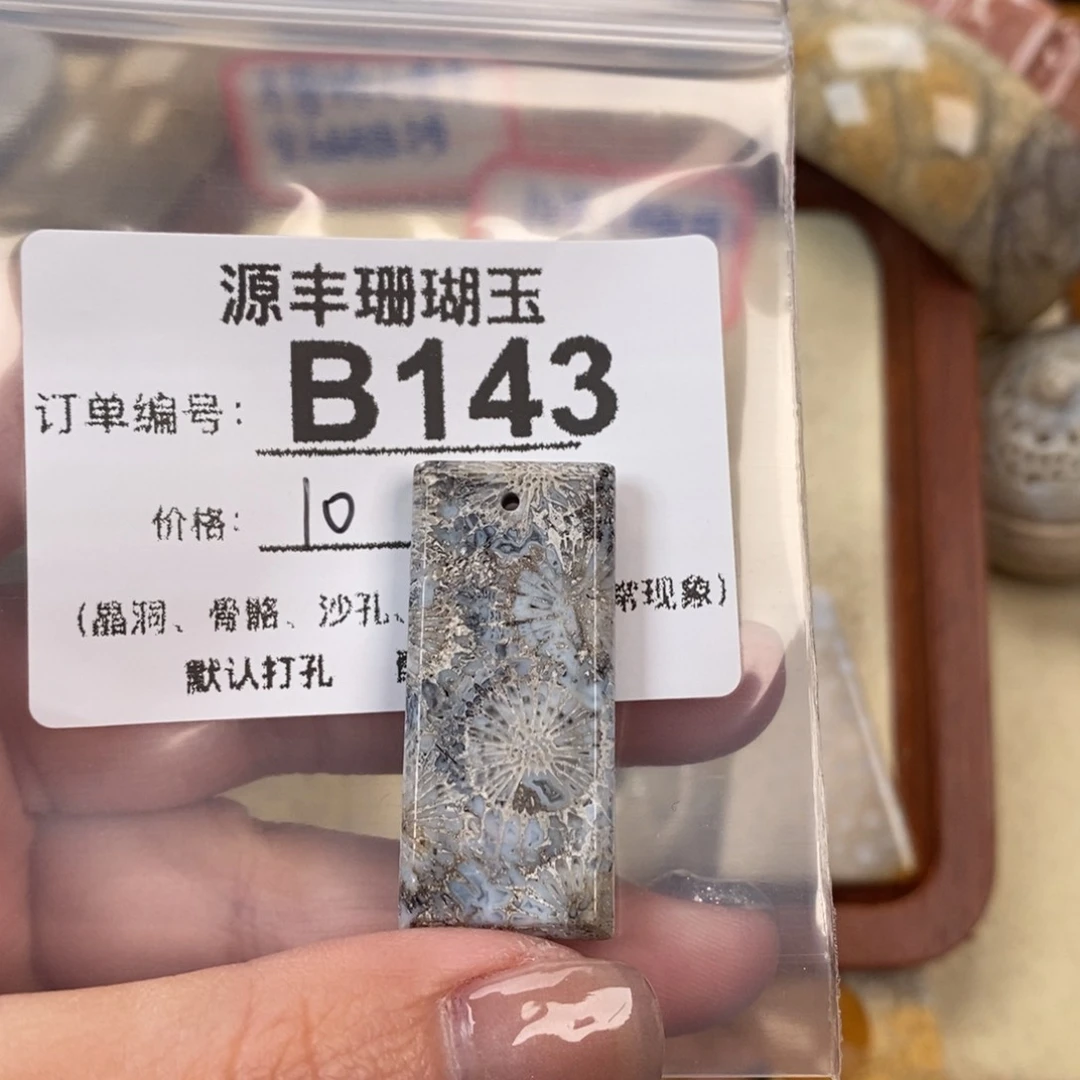 源丰珊瑚玉
订单编号: B143
价格: 10
(晶洞、骨骼、沙孔、常现象)
默认打孔